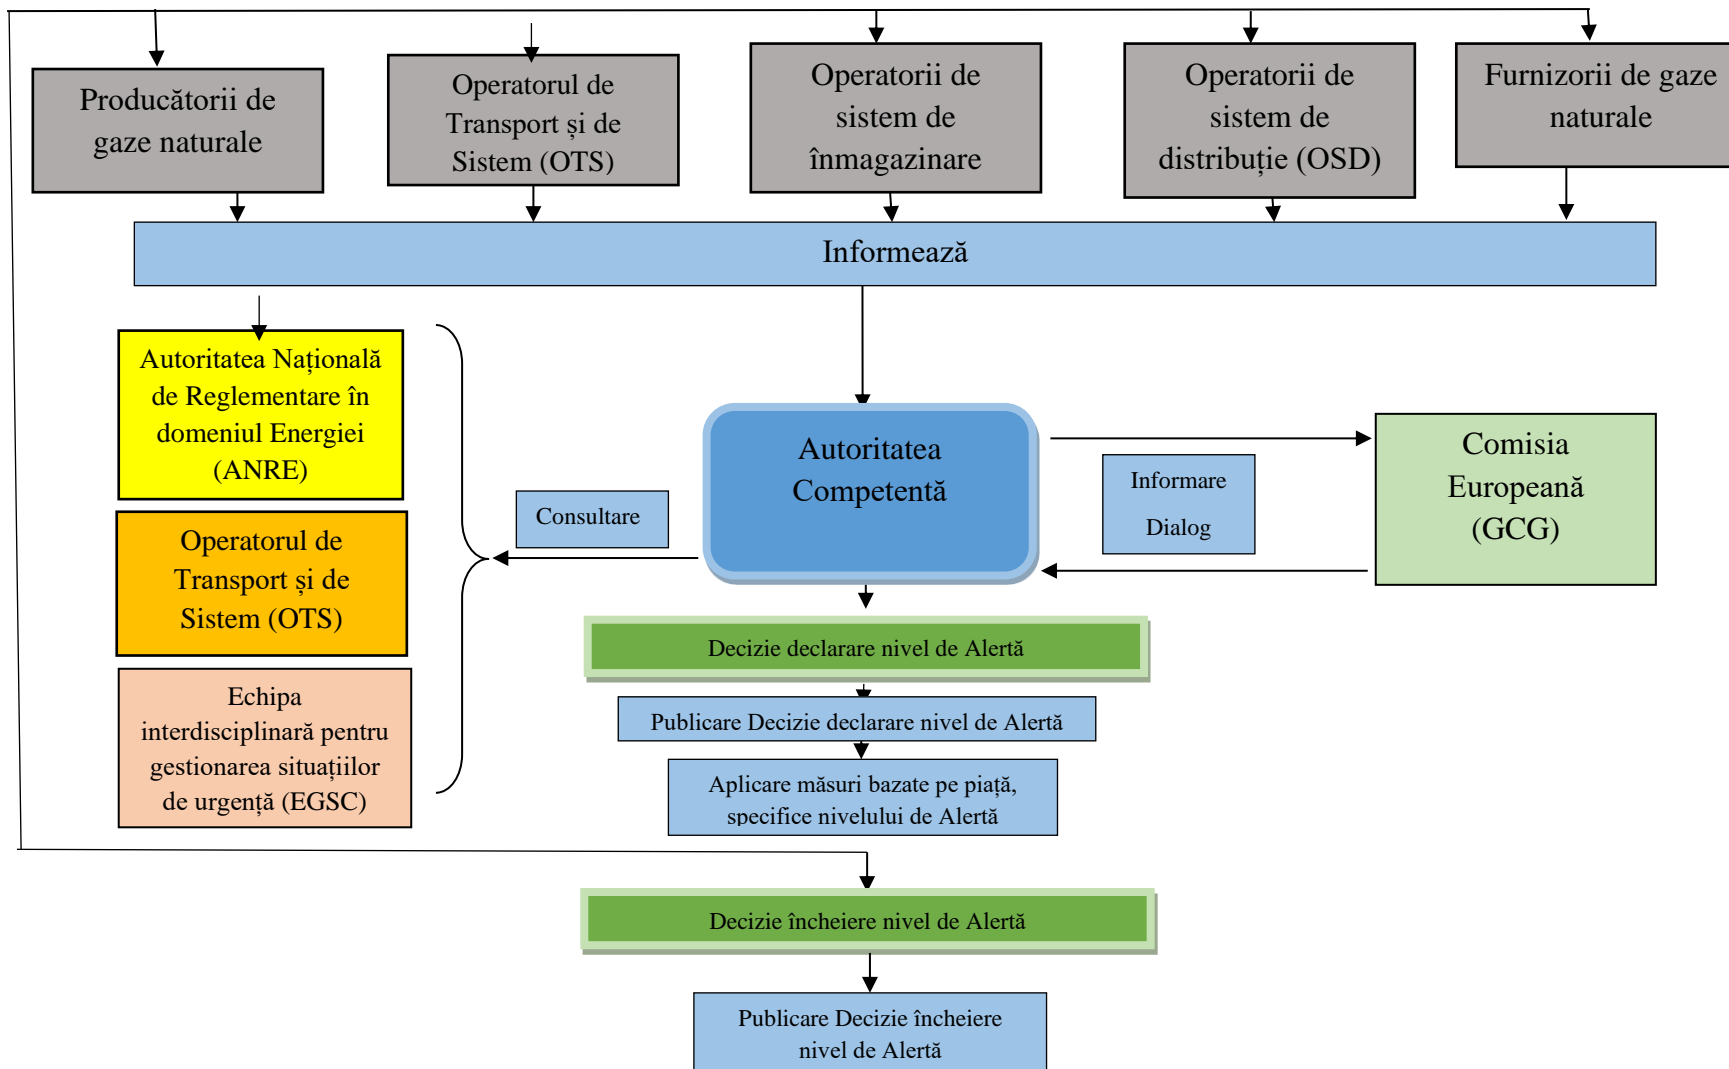 Producătorii de
gaze naturale
Operatorul de
Transport și de
Sistem (OTS)
Operatorii de
sistem de
înmagazinare
Operatorii de
sistem de
distribuție (OSD)
Furnizorii de gaze
naturale
Informează
Autoritatea Națională
de Reglementare în
domeniul Energiei
(ANRE)
Operatorul de
Transport și de
Sistem (OTS)
Echipa
interdisciplinară pentru
gestionarea situațiilor
de urgență (EGSC)
Consultare
Autoritatea
Competentă
Informare
Dialog
Comisia
Europeană
(GCG)
Decizie declarare nivel de Alertă
Publicare Decizie declarare nivel de Alertă
Aplicare măsuri bazate pe piață,
specifice nivelului de Alertă
Decizie încheiere nivel de Alertă
Publicare Decizie încheiere
nivel de Alertă